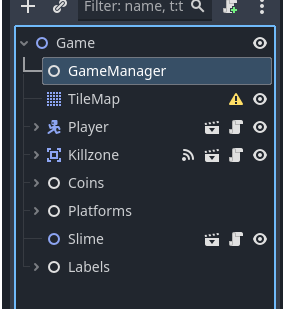 Filter: name, t:t
Game
GameManager
TileMap
Player
Killzone
Coins
Platforms
Slime
Labels